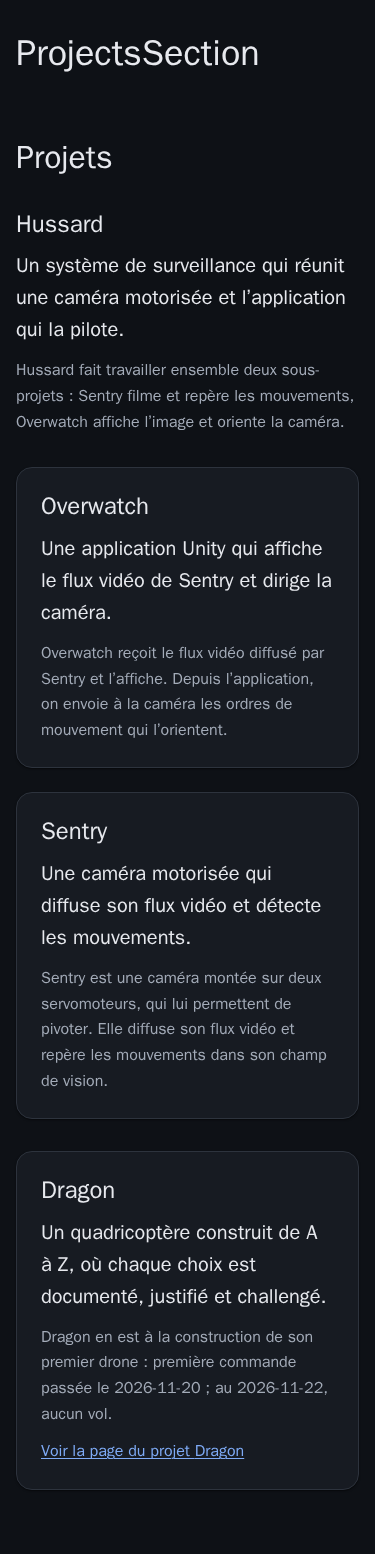 ProjectsSection
Projets
Hussard
Un système de surveillance qui réunit
une caméra motorisée et l’application
qui la pilote.
Hussard fait travailler ensemble deux sous-
projets : Sentry filme et repère les mouvements,
Overwatch affiche l’image et oriente la caméra.
Overwatch
Une application Unity qui affiche
le flux vidéo de Sentry et dirige la
caméra.
Overwatch reçoit le flux vidéo diffusé par
Sentry et l’affiche. Depuis l’application,
on envoie à la caméra les ordres de
mouvement qui l’orientent.
Sentry
Une caméra motorisée qui
diffuse son flux vidéo et détecte
les mouvements.
Sentry est une caméra montée sur deux
servomoteurs, qui lui permettent de
pivoter. Elle diffuse son flux vidéo et
repère les mouvements dans son champ
de vision.
Dragon
Un quadricoptère construit de A
à Z, où chaque choix est
documenté, justifié et challengé.
Dragon en est à la construction de son
premier drone : première commande
passée le 2026-11-20 ; au 2026-11-22,
aucun vol.
Voir la page du projet Dragon